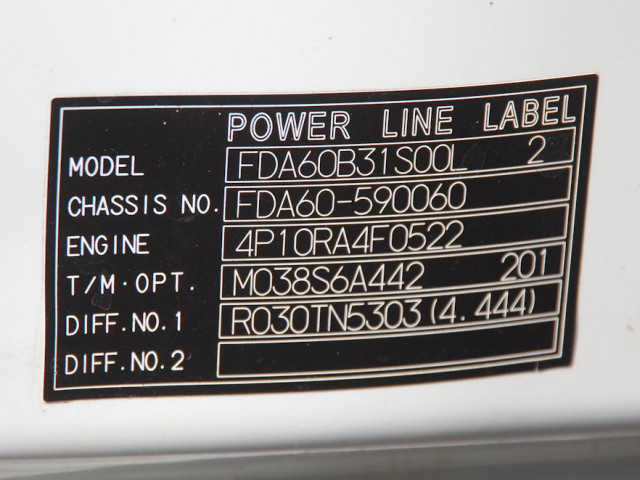 POWER LINE LABEL
MODEL FDA60B31S00L 2
CHASSIS NO. FDA60-590060
ENGINE 4P10RA4F0522
T/M·OPT. M038S6A442 201
DIFF.NO.1 R030TN5303(4.444)
DIFF.NO.2